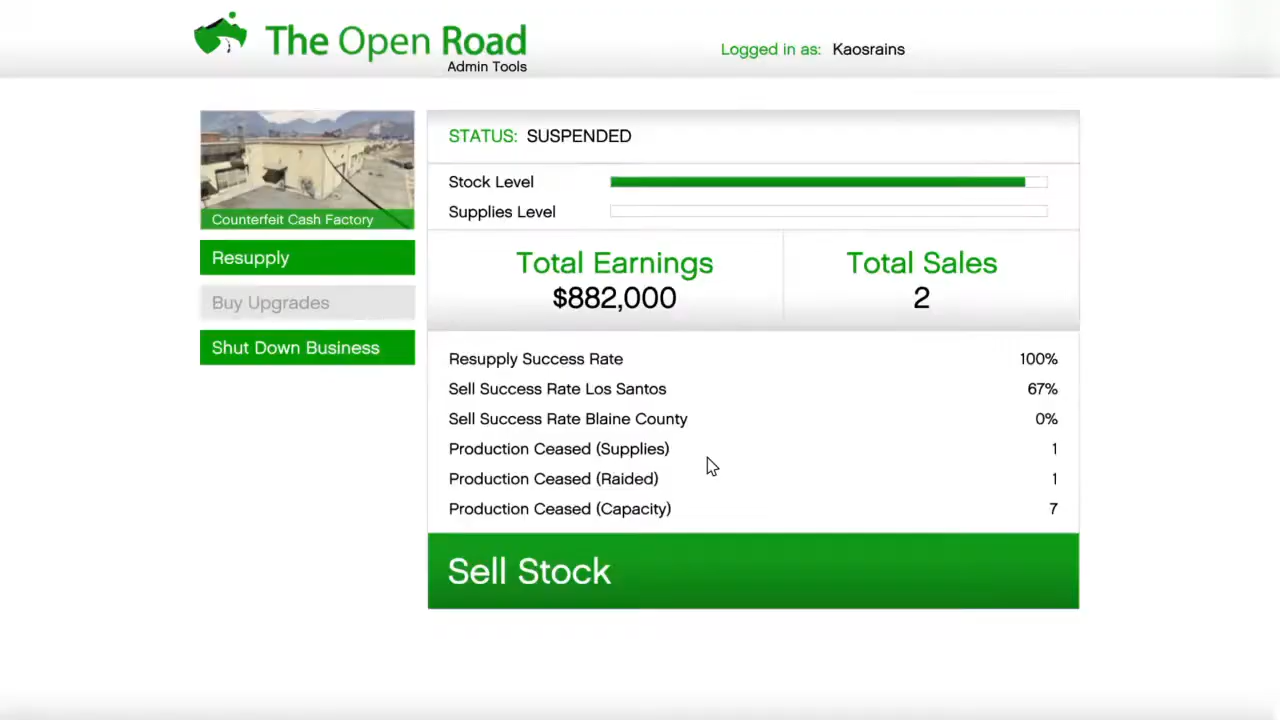 The Open Road
Admin Tools
Logged in as: Kaosrains
Counterfeit Cash Factory
Resupply
Buy Upgrades
Shut Down Business
STATUS: SUSPENDED
Stock Level
Supplies Level
Total Earnings
$882,000
Total Sales
2
Resupply Success Rate 100%
Sell Success Rate Los Santos 67%
Sell Success Rate Blaine County 0%
Production Ceased (Supplies) 1
Production Ceased (Raided) 1
Production Ceased (Capacity) 7
Sell Stock